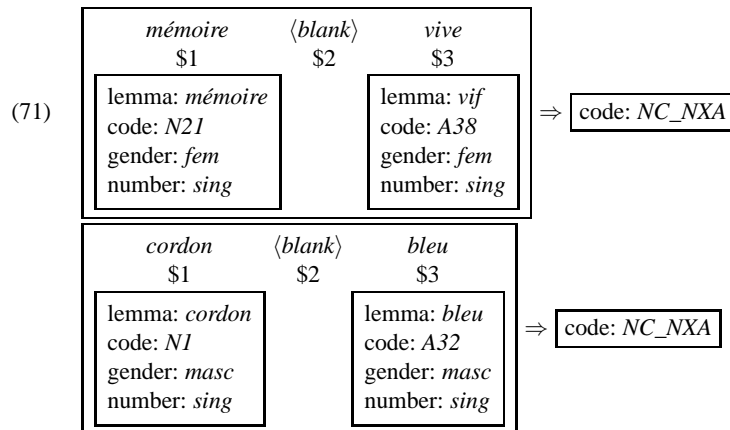 mémoire ⟨blank⟩ vive
$1 $2 $3
(71) lemma: mémoire lemma: vif ⇒ code: NC_NXA
code: N21 code: A38
gender: fem gender: fem
number: sing number: sing
cordon ⟨blank⟩ bleu
$1 $2 $3
lemma: cordon lemma: bleu ⇒ code: NC_NXA
code: N1 code: A32
gender: masc gender: masc
number: sing number: sing